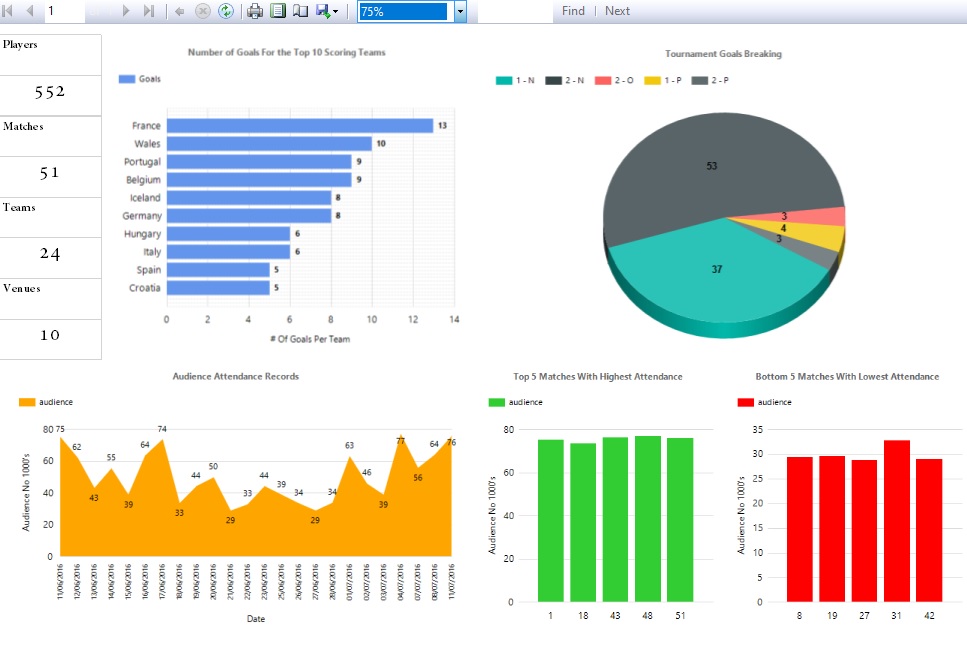 1
75%
Find | Next
Players
552
Matches
51
Teams
24
Venues
10
Number of Goals For the Top 10 Scoring Teams
Goals
France 13
Wales 10
Portugal 9
Belgium 9
Iceland 8
Germany 8
Hungary 6
Italy 6
Spain 5
Croatia 5
0 2 4 6 8 10 12 14
# Of Goals Per Team
Tournament Goals Breaking
1 - N 2 - N 2 - O 1 - P 2 - P
53
3
4
3
37
Audience Attandance Records
audience
Audience No 1000's
80
60
40
20
0
75 62 43 55 39 64 74 33 44 50 29 33 44 39 34 29 34 63 46 39 77 56 64 76
11/06/2016 12/06/2016 13/06/2016 14/06/2016 15/06/2016 16/06/2016 17/06/2016 18/06/2016 19/06/2016 20/06/2016 21/06/2016 22/06/2016 25/06/2016 26/06/2016 27/06/2016 28/06/2016 01/07/2016 02/07/2016 03/07/2016 04/07/2016 07/07/2016 08/07/2016 11/07/2016
Date
Top 5 Matches With Highest Attendance
audience
Audience No 1000's
80
60
40
20
0
1 18 43 48 51
Bottom 5 Matches With Lowest Attendance
audience
Audience No 1000's
35
30
25
20
15
10
5
0
8 19 27 31 42